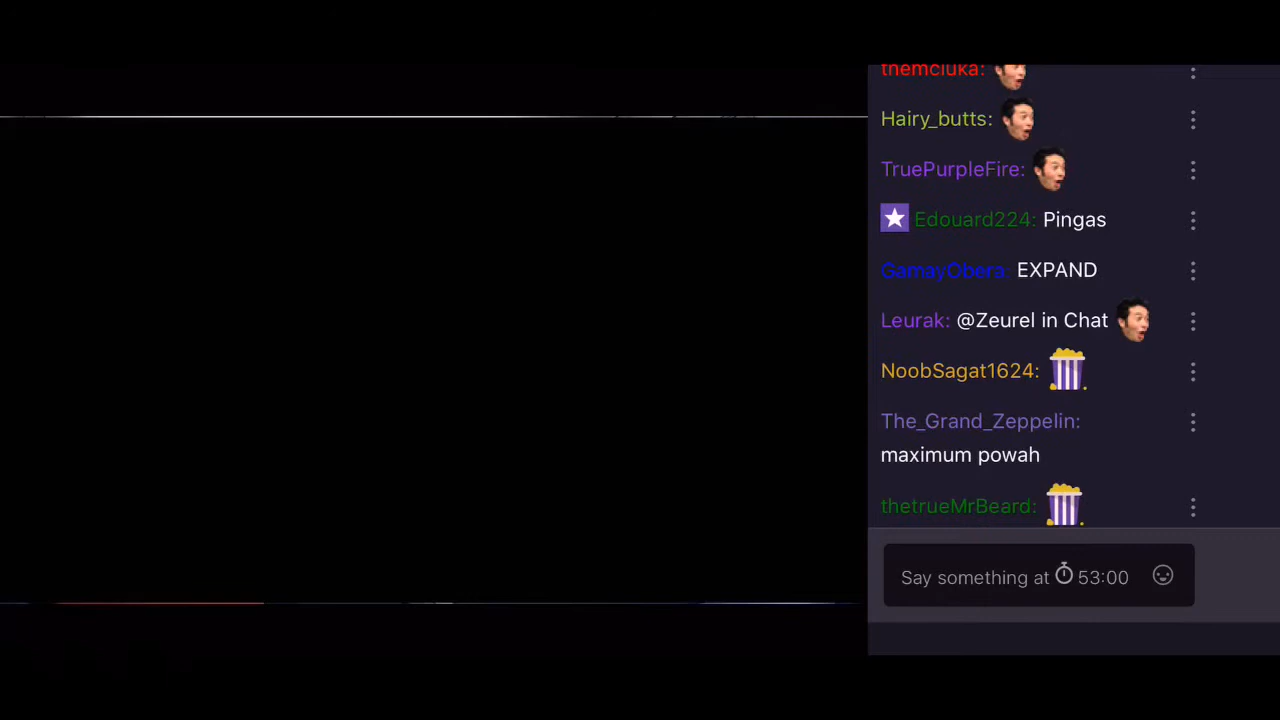 themciuka:
Hairy_butts:
TruePurpleFire:
Edouard224: Pingas
GamayObera: EXPAND
Leurak: @Zeurel in Chat
NoobSagat1624:
The_Grand_Zeppelin:
maximum powah
thetrueMrBeard:
Say something at 53:00